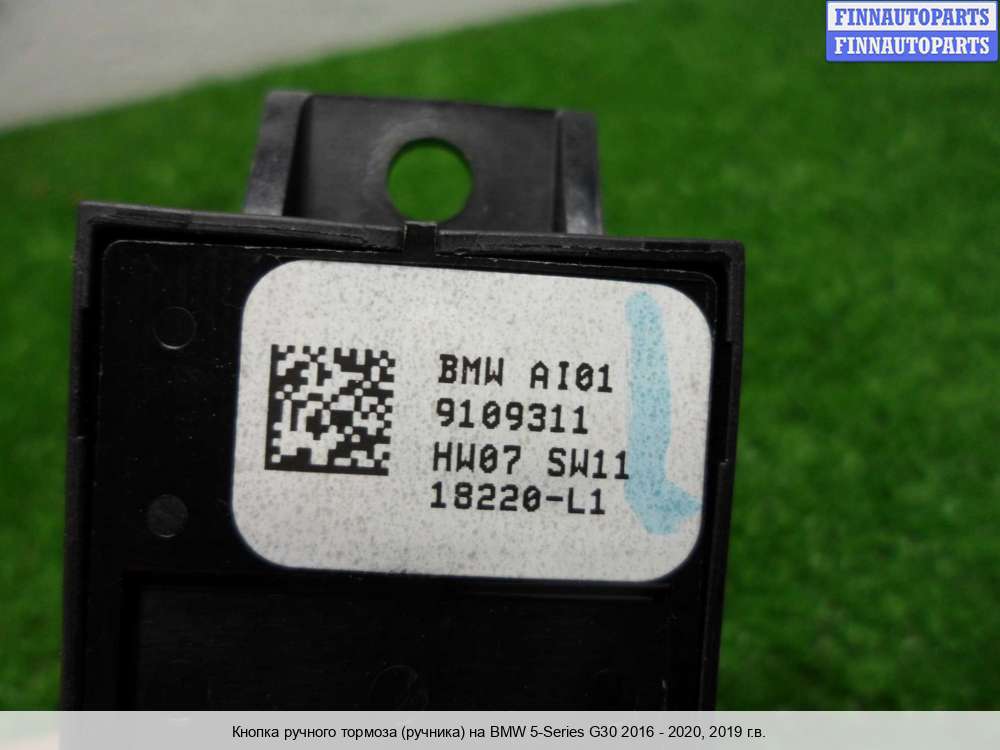 FINNAUTOPARTS
FINNAUTOPARTS
BMW AI01
9109311
HW07 SW11
18220-L1
Кнопка ручного тормоза (ручника) на BMW 5-Series G30 2016 - 2020, 2019 г.в.